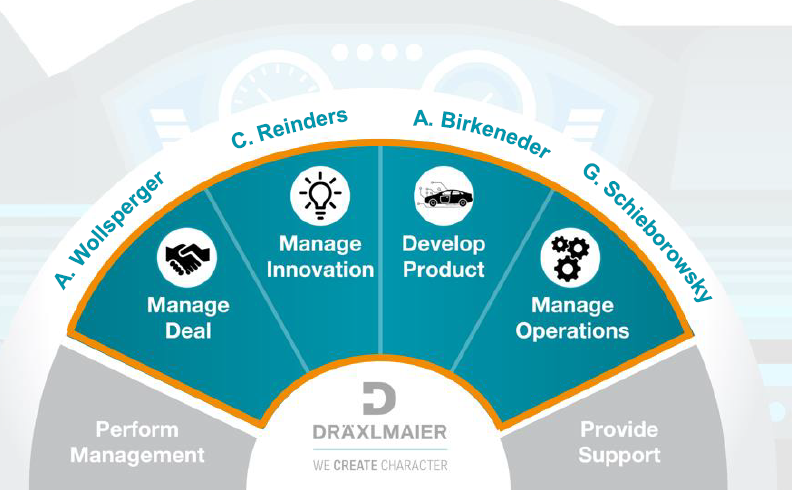 A. Wollsperger
C. Reinders
A. Birkeneder
G. Schieborowsky
Manage
Deal
Manage
Innovation
Develop
Product
Manage
Operations
Perform
Management
Provide
Support
DRÄXLMAIER
WE CREATE CHARACTER